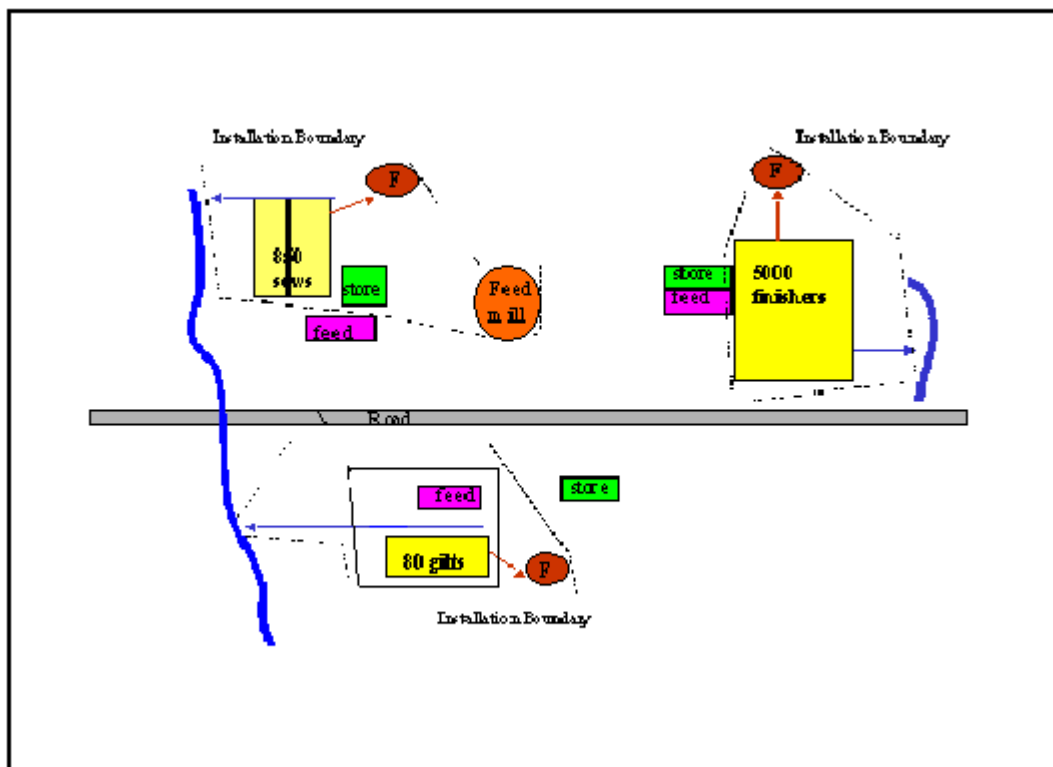 Installation Boundary
Installation Boundary
F
F
850
sows
store
feed
Feed
mill
store
feed
5000
finishers
Road
feed
store
80 gilts
F
Installation Boundary